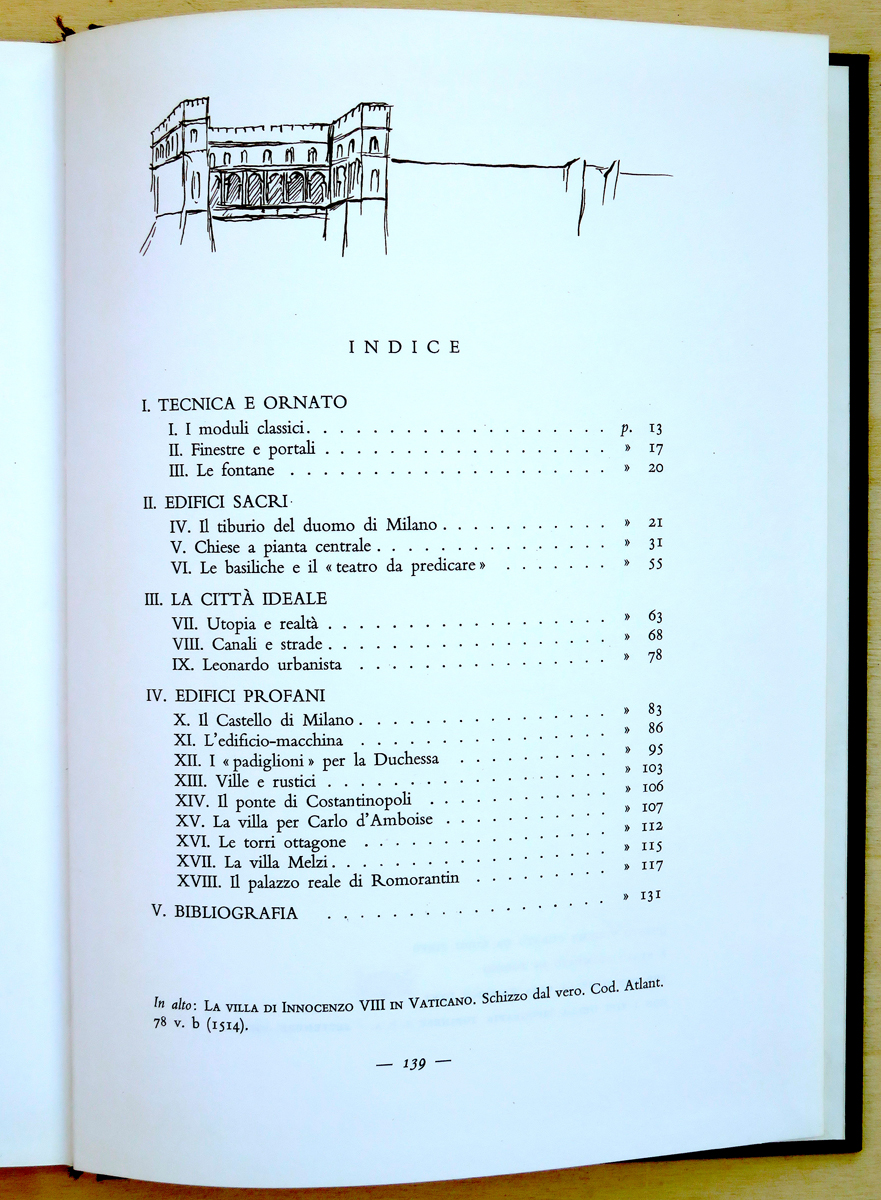 INDICE
I. TECNICA E ORNATO
I. I moduli classici. . . . . . . . . . . . . . . . . . . p. 13
II. Finestre e portali . . . . . . . . . . . . . . . . . . » 17
III. Le fontane . . . . . . . . . . . . . . . . . . . . » 20
II. EDIFICI SACRI
IV. Il tiburio del duomo di Milano . . . . . . . . . . . » 21
V. Chiese a pianta centrale . . . . . . . . . . . . . . . » 31
VI. Le basiliche e il « teatro da predicare » . . . . . . . » 55
III. LA CITTÀ IDEALE
VII. Utopia e realtà . . . . . . . . . . . . . . . . . . » 63
VIII. Canali e strade . . . . . . . . . . . . . . . . . . » 68
IX. Leonardo urbanista . . . . . . . . . . . . . . . . » 78
IV. EDIFICI PROFANI
X. Il Castello di Milano . . . . . . . . . . . . . . . . » 83
XI. L'edificio-macchina . . . . . . . . . . . . . . . . » 86
XII. I « padiglioni » per la Duchessa . . . . . . . . . . » 95
XIII. Ville e rustici . . . . . . . . . . . . . . . . . . » 103
XIV. Il ponte di Costantinopoli . . . . . . . . . . . . » 106
XV. La villa per Carlo d'Amboise . . . . . . . . . . . » 107
XVI. Le torri ottagone . . . . . . . . . . . . . . . . » 112
XVII. La villa Melzi . . . . . . . . . . . . . . . . . » 115
XVIII. Il palazzo reale di Romorantin . . . . . . . . . » 117
V. BIBLIOGRAFIA . . . . . . . . . . . . . . . . . . » 131
In alto: LA VILLA DI INNOCENZO VIII IN VATICANO. Schizzo dal vero. Cod. Atlant.
78 v. b (1514).
— 139 —